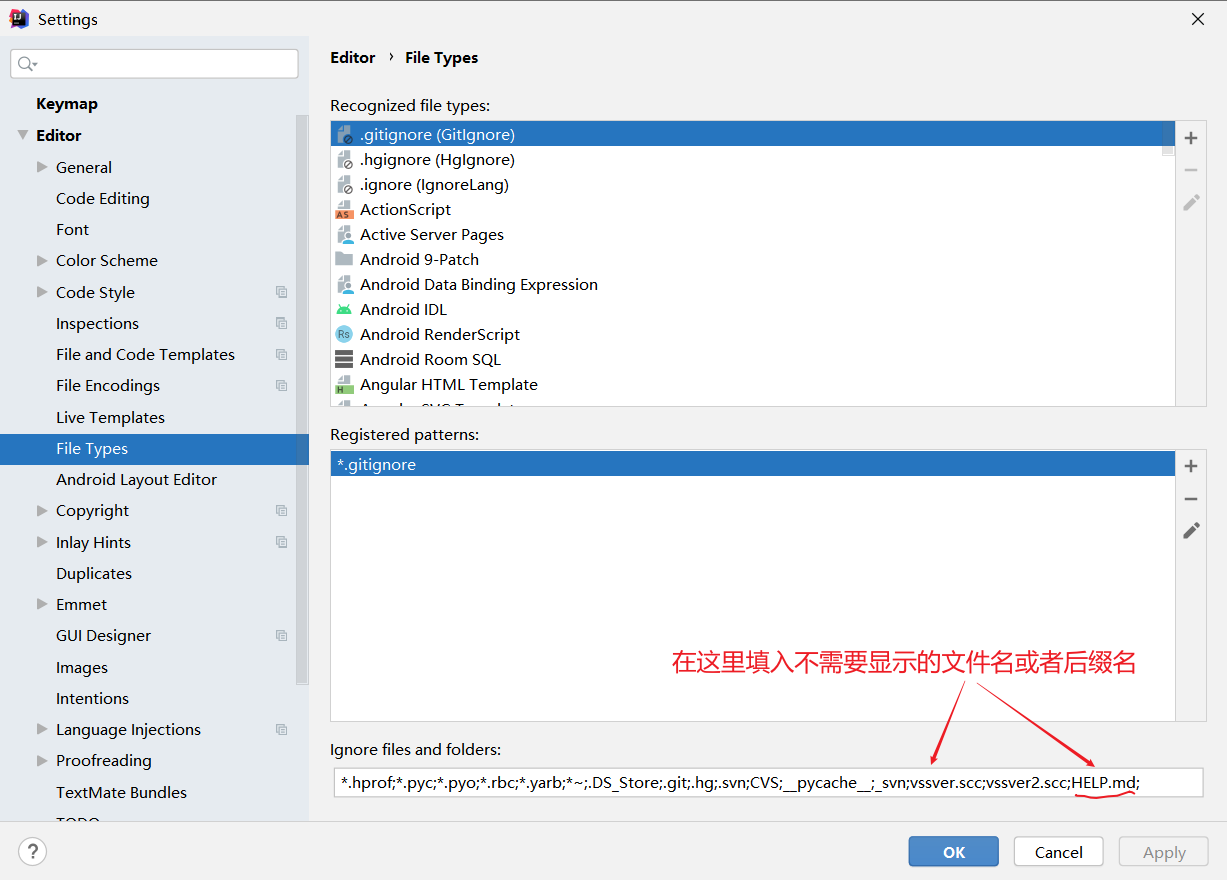 Settings
Keymap
Editor
General
Code Editing
Font
Color Scheme
Code Style
Inspections
File and Code Templates
File Encodings
Live Templates
File Types
Android Layout Editor
Copyright
Inlay Hints
Duplicates
Emmet
GUI Designer
Images
Intentions
Language Injections
Proofreading
TextMate Bundles
TODO
Editor › File Types
Recognized file types:
.gitignore (GitIgnore)
.hgignore (HgIgnore)
.ignore (IgnoreLang)
AS ActionScript
Active Server Pages
Android 9-Patch
Android Data Binding Expression
Android IDL
Rs Android RenderScript
Android Room SQL
H Angular HTML Template
Angular SVG Template
Registered patterns:
*.gitignore
在这里填入不需要显示的文件名或者后缀名
Ignore files and folders:
*.hprof;*.pyc;*.pyo;*.rbc;*.yarb;*~;.DS_Store;.git;.hg;.svn;CVS;__pycache__;_svn;vssver.scc;vssver2.scc;HELP.md;
?
OK
Cancel
Apply